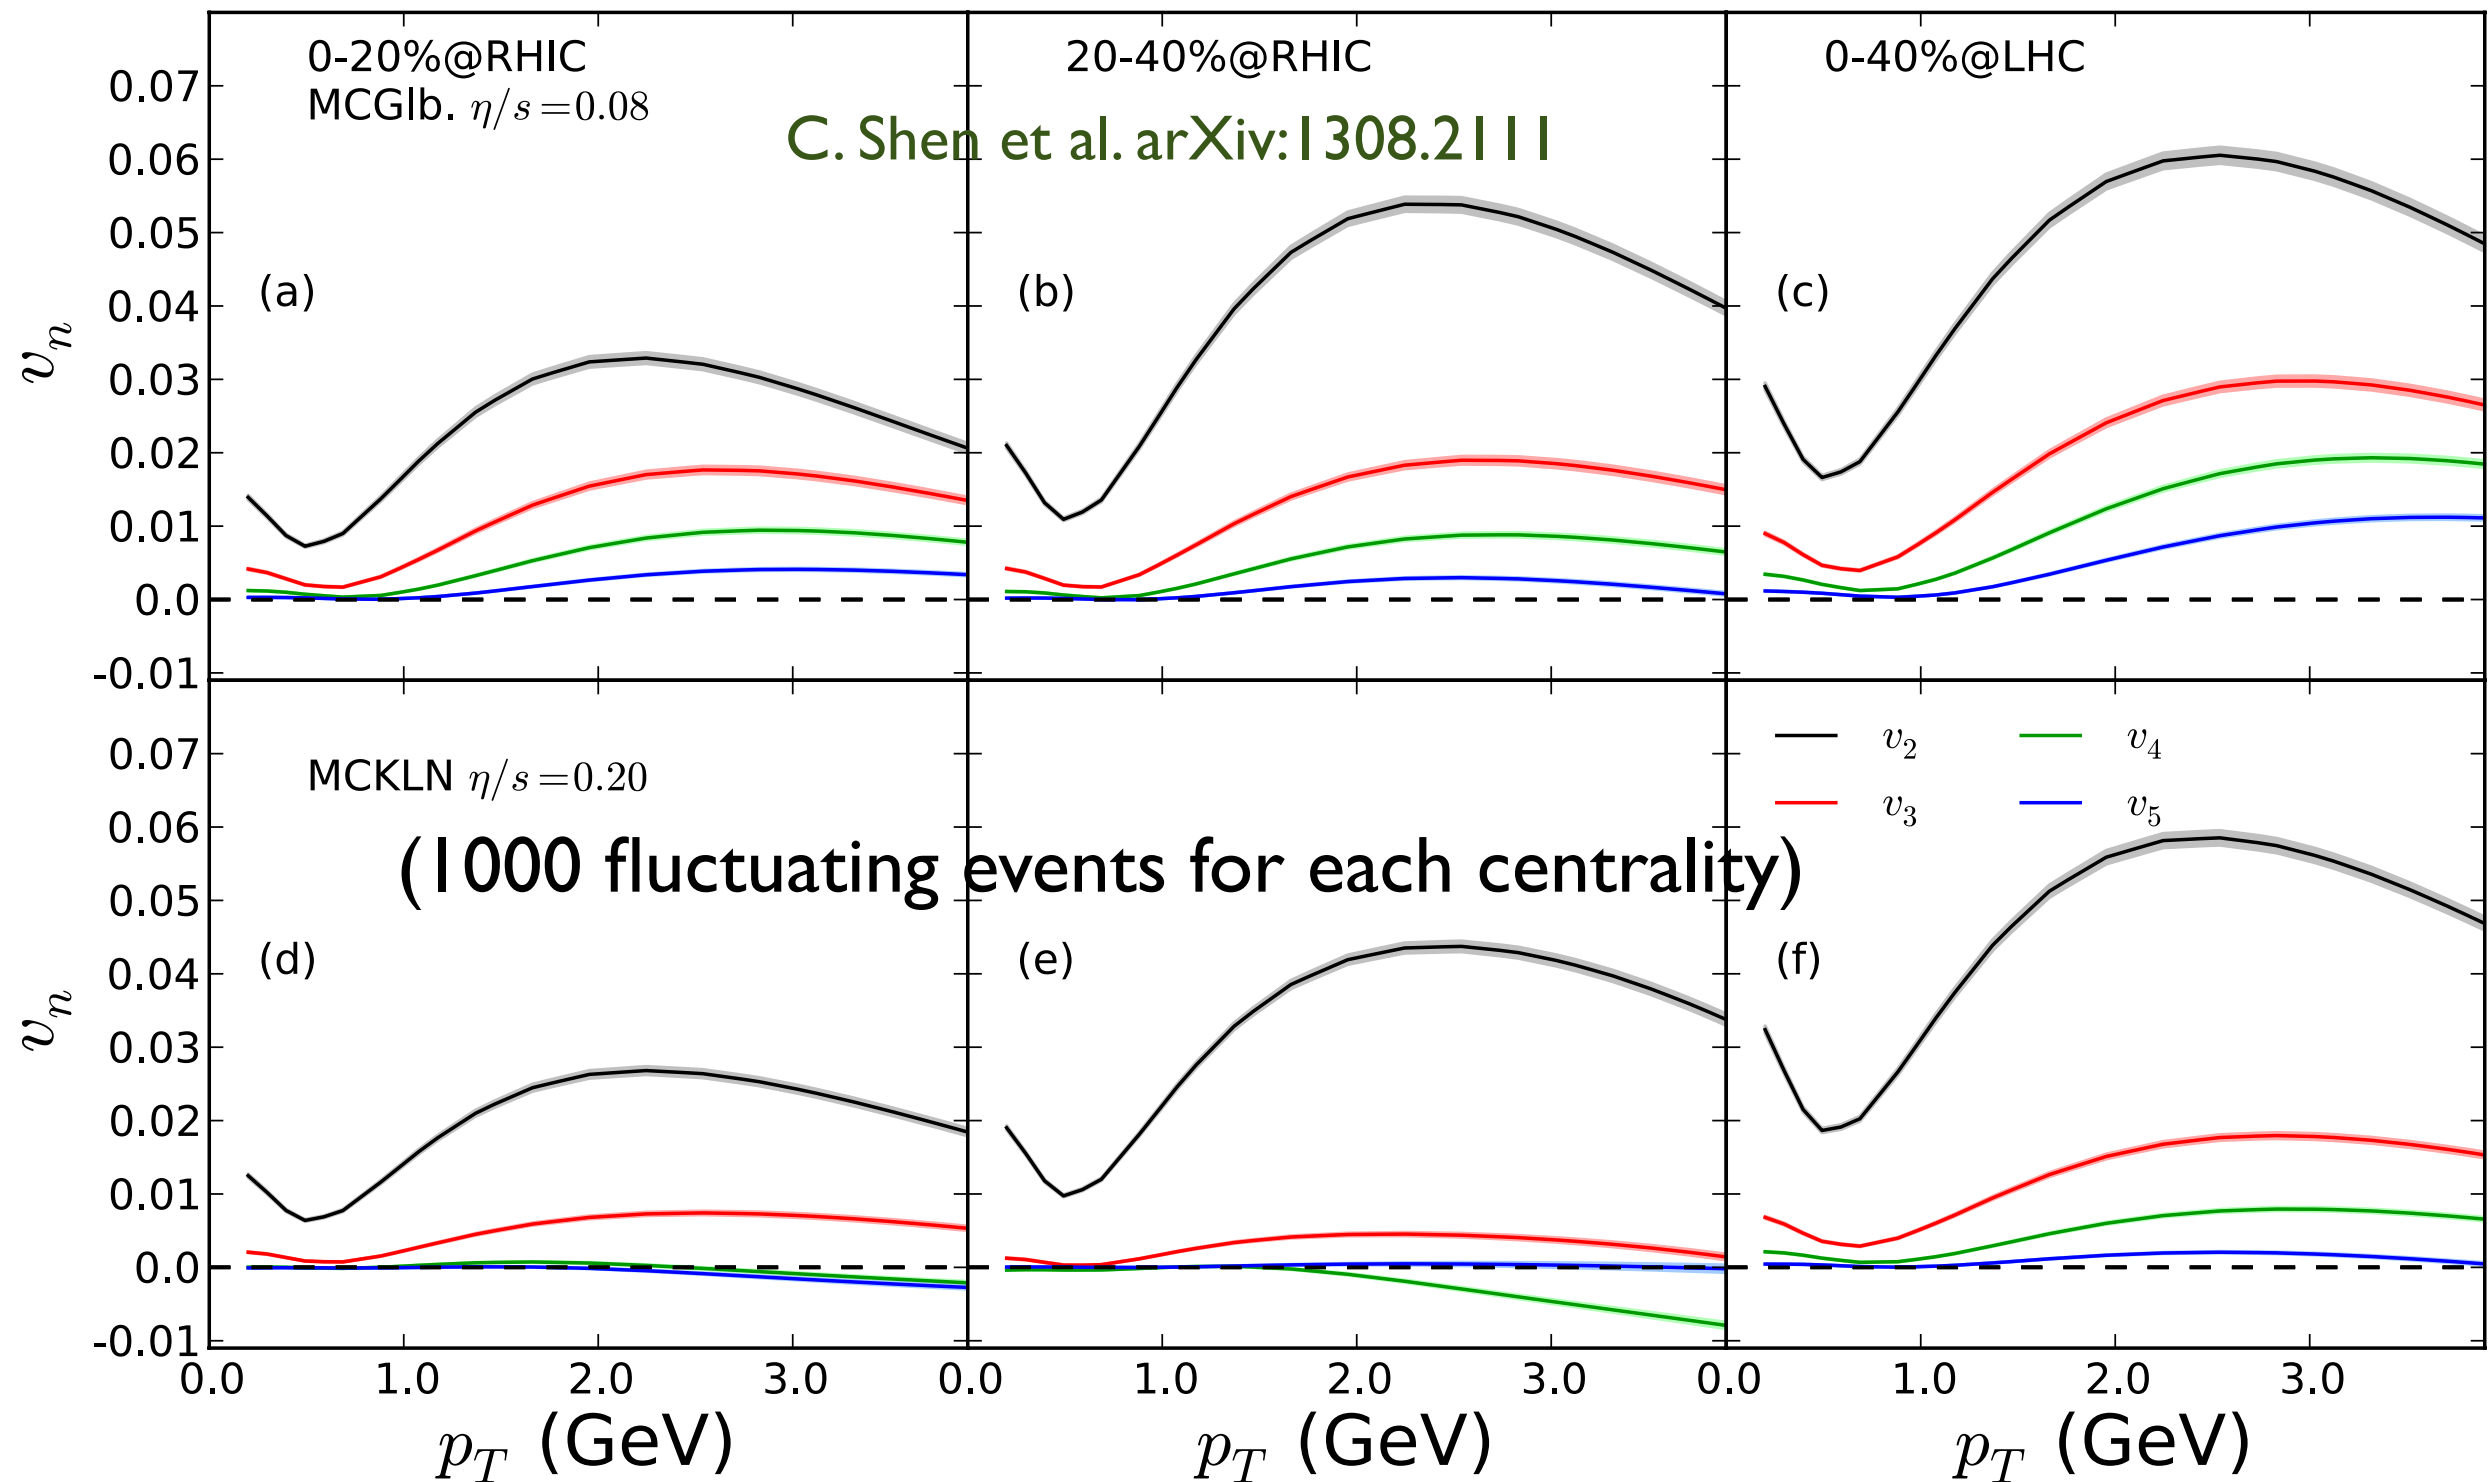 0-20%@RHIC
MCGlb. η/s=0.08
20-40%@RHIC
0-40%@LHC
C. Shen et al. arXiv:1308.2111
0.07
0.06
0.05
0.04
0.03
0.02
0.01
0.0
-0.01
v_n
(a)
(b)
(c)
MCKLN η/s=0.20
v_2
v_4
v_3
v_5
(1000 fluctuating events for each centrality)
0.07
0.06
0.05
0.04
0.03
0.02
0.01
0.0
-0.01
v_n
(d)
(e)
(f)
0.0 1.0 2.0 3.0 0.0 1.0 2.0 3.0 0.0 1.0 2.0 3.0
p_T (GeV)
p_T (GeV)
p_T (GeV)